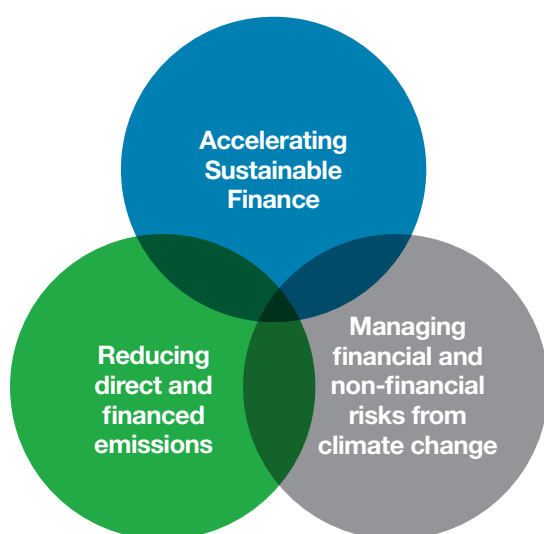 Accelerating
Sustainable
Finance
Reducing
direct and
financed
emissions
Managing
financial and
non-financial
risks from
climate change